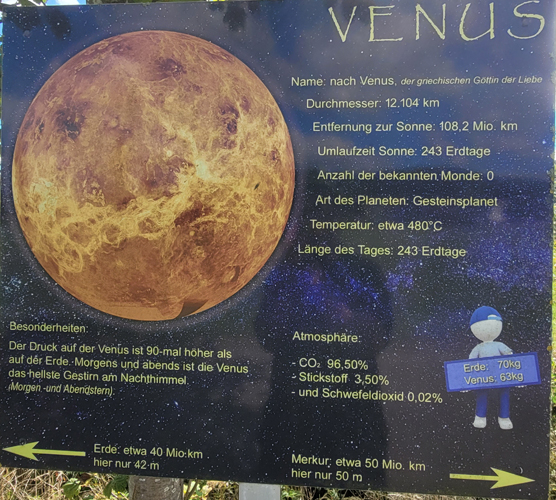 VENUS
Name: nach Venus, der griechischen Göttin der Liebe
Durchmesser: 12.104 km
Entfernung zur Sonne: 108,2 Mio. km
Umlaufzeit Sonne: 243 Erdtage
Anzahl der bekannten Monde: 0
Art des Planeten: Gesteinsplanet
Temperatur: etwa 480°C
Länge des Tages: 243 Erdtage
Besonderheiten:
Der Druck auf der Venus ist 90-mal höher als
auf der Erde. Morgens und abends ist die Venus
das hellste Gestirn am Nachthimmel
(Morgen -und Abendstern).
Atmosphäre:
- CO₂ 96,50%
- Stickstoff 3,50%
- und Schwefeldioxid 0,02%
Erde: 70kg
Venus: 63kg
Erde: etwa 40 Mio.km
hier nur 42 m
Merkur: etwa 50 Mio. km
hier nur 50 m